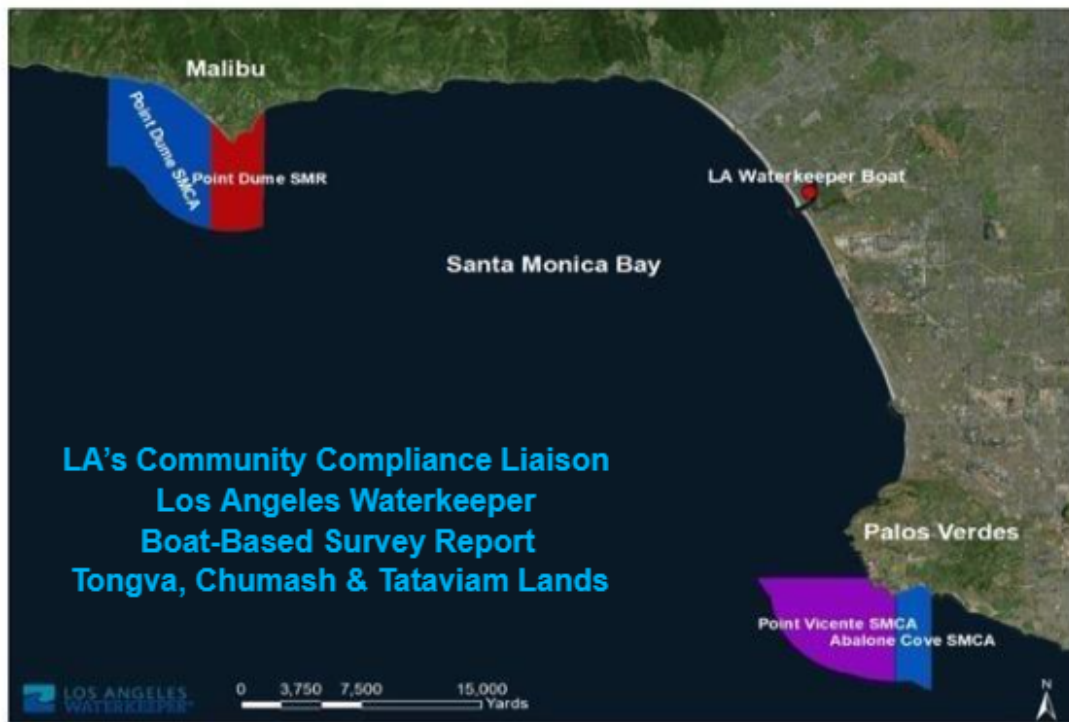 Malibu
Point Dume SMCA
Point Dume SMR
LA Waterkeeper Boat
Santa Monica Bay
LA's Community Compliance Liaison
Los Angeles Waterkeeper
Boat-Based Survey Report
Tongva, Chumash & Tataviam Lands
Palos Verdes
Point Vicente SMCA
Abalone Cove SMCA
LOS ANGELES
WATERKEEPER®
0 3,750 7,500 15,000
Yards
N